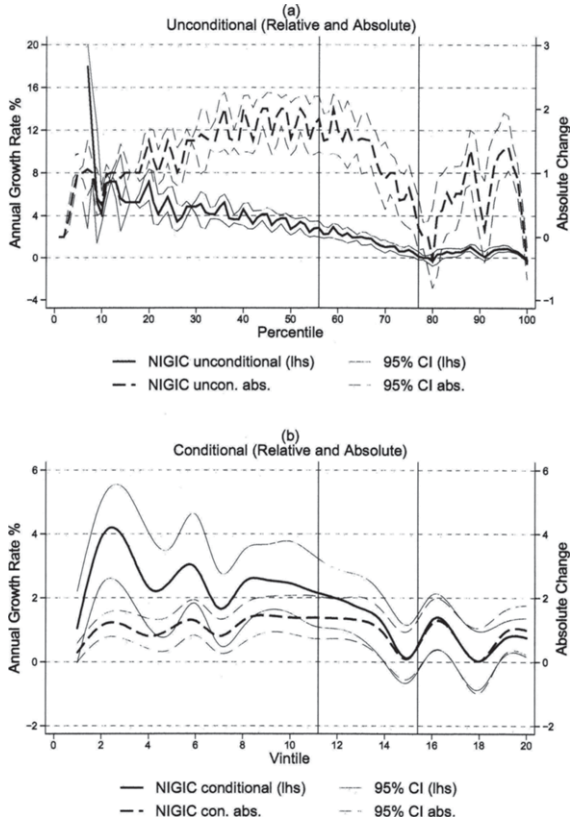 (a)
Unconditional (Relative and Absolute)
20
16
12
8
4
0
−4
Annual Growth Rate %
3
2
1
0
−1
Absolute Change
0 10 20 30 40 50 60 70 80 90 100
Percentile
NIGIC unconditional (lhs) 95% CI (lhs)
NIGIC uncon. abs. 95% CI abs.
(b)
Conditional (Relative and Absolute)
6
4
2
0
−2
Annual Growth Rate %
6
4
2
0
−2
Absolute Change
0 2 4 6 8 10 12 14 16 18 20
Vintile
NIGIC conditional (lhs) 95% CI (lhs)
NIGIC con. abs. 95% CI abs.